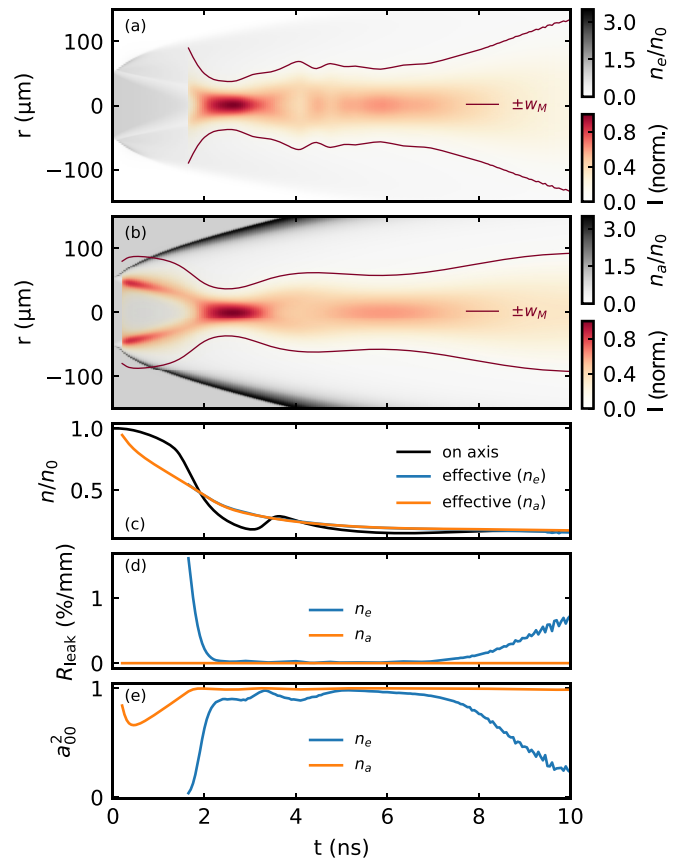 (a)
100
0
−100
r (μm)
±w_M
3.0
1.5
0.0
n_e/n_0
0.8
0.4
0.0
I (norm.)
(b)
100
0
−100
r (μm)
±w_M
3.0
1.5
0.0
n_a/n_0
0.8
0.4
0.0
I (norm.)
1.0
0.5
n/n_0
(c)
on axis
effective (n_e)
effective (n_a)
(d)
1
0
R_leak (%/mm)
n_e
n_a
(e)
1
0
a_00^2
n_e
n_a
0 2 4 6 8 10
t (ns)